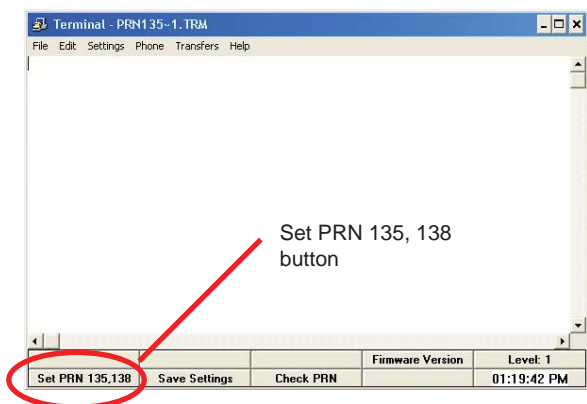 Terminal - PRN135~1.TRM
File Edit Settings Phone Transfers Help
Set PRN 135, 138
button
Firmware Version Level: 1
Set PRN 135,138 Save Settings Check PRN 01:19:42 PM